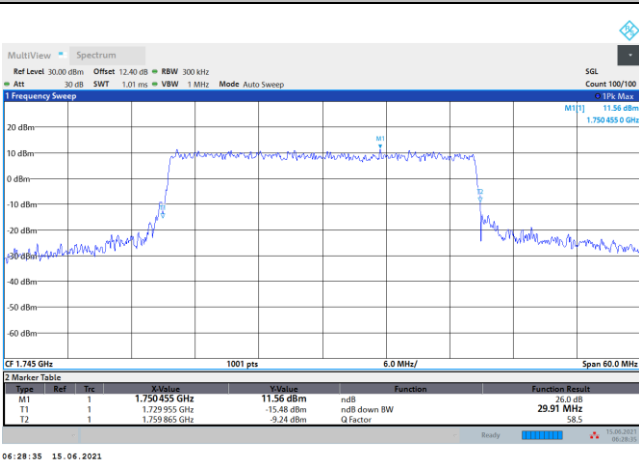 MultiView Spectrum
Ref Level 30.00 dBm Offset 12.40 dB RBW 300 kHz SGL
Att 30 dB SWT 1.01 ms VBW 1 MHz Mode Auto Sweep Count 100/100
1 Frequency Sweep 1Pk Max
M1[1] 11.56 dBm
1.750 455 0 GHz
20 dBm
M1
10 dBm
0 dBm
-10 dBm
T2
-20 dBm
-30 dBm
-40 dBm
-50 dBm
-60 dBm
CF 1.745 GHz 1001 pts 6.0 MHz/ Span 60.0 MHz
2 Marker Table
Type Ref Trc X-Value Y-Value Function Function Result
M1 1 1.750 455 GHz 11.56 dBm ndB 26.0 dB
T1 1 1.729 955 GHz -15.48 dBm ndB down BW 29.91 MHz
T2 1 1.759 865 GHz -9.24 dBm Q Factor 58.5
Ready 15.06.2021
06:28:35
06:28:35 15.06.2021